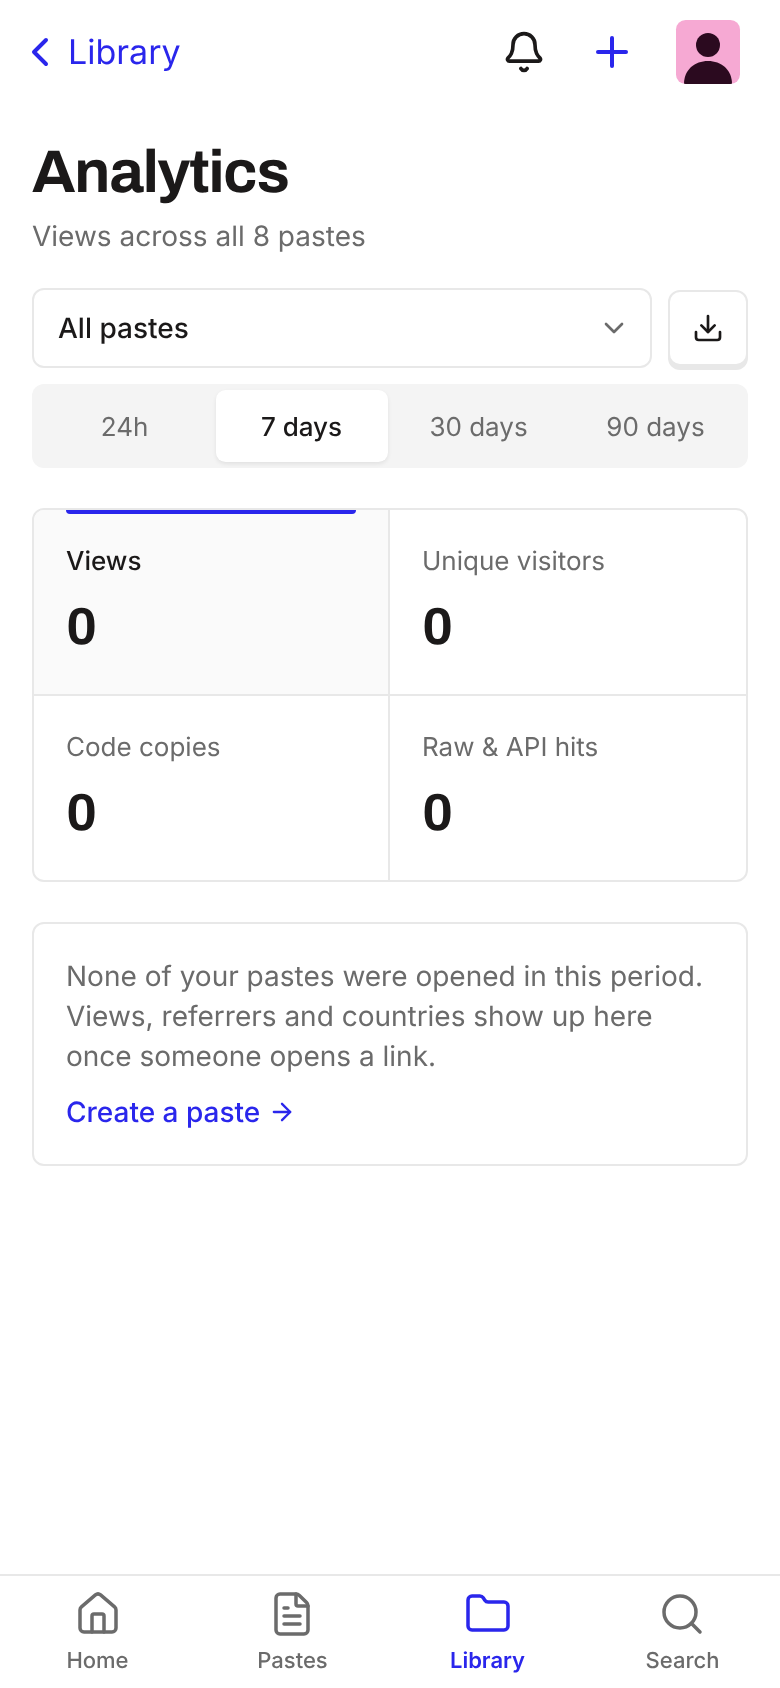 Library
Analytics
Views across all 8 pastes
All pastes
24h
7 days
30 days
90 days
Views
Unique visitors
0
0
Code copies
Raw & API hits
0
0
None of your pastes were opened in this period.
Views, referrers and countries show up here
once someone opens a link.
Create a paste →
Home
Pastes
Library
Search